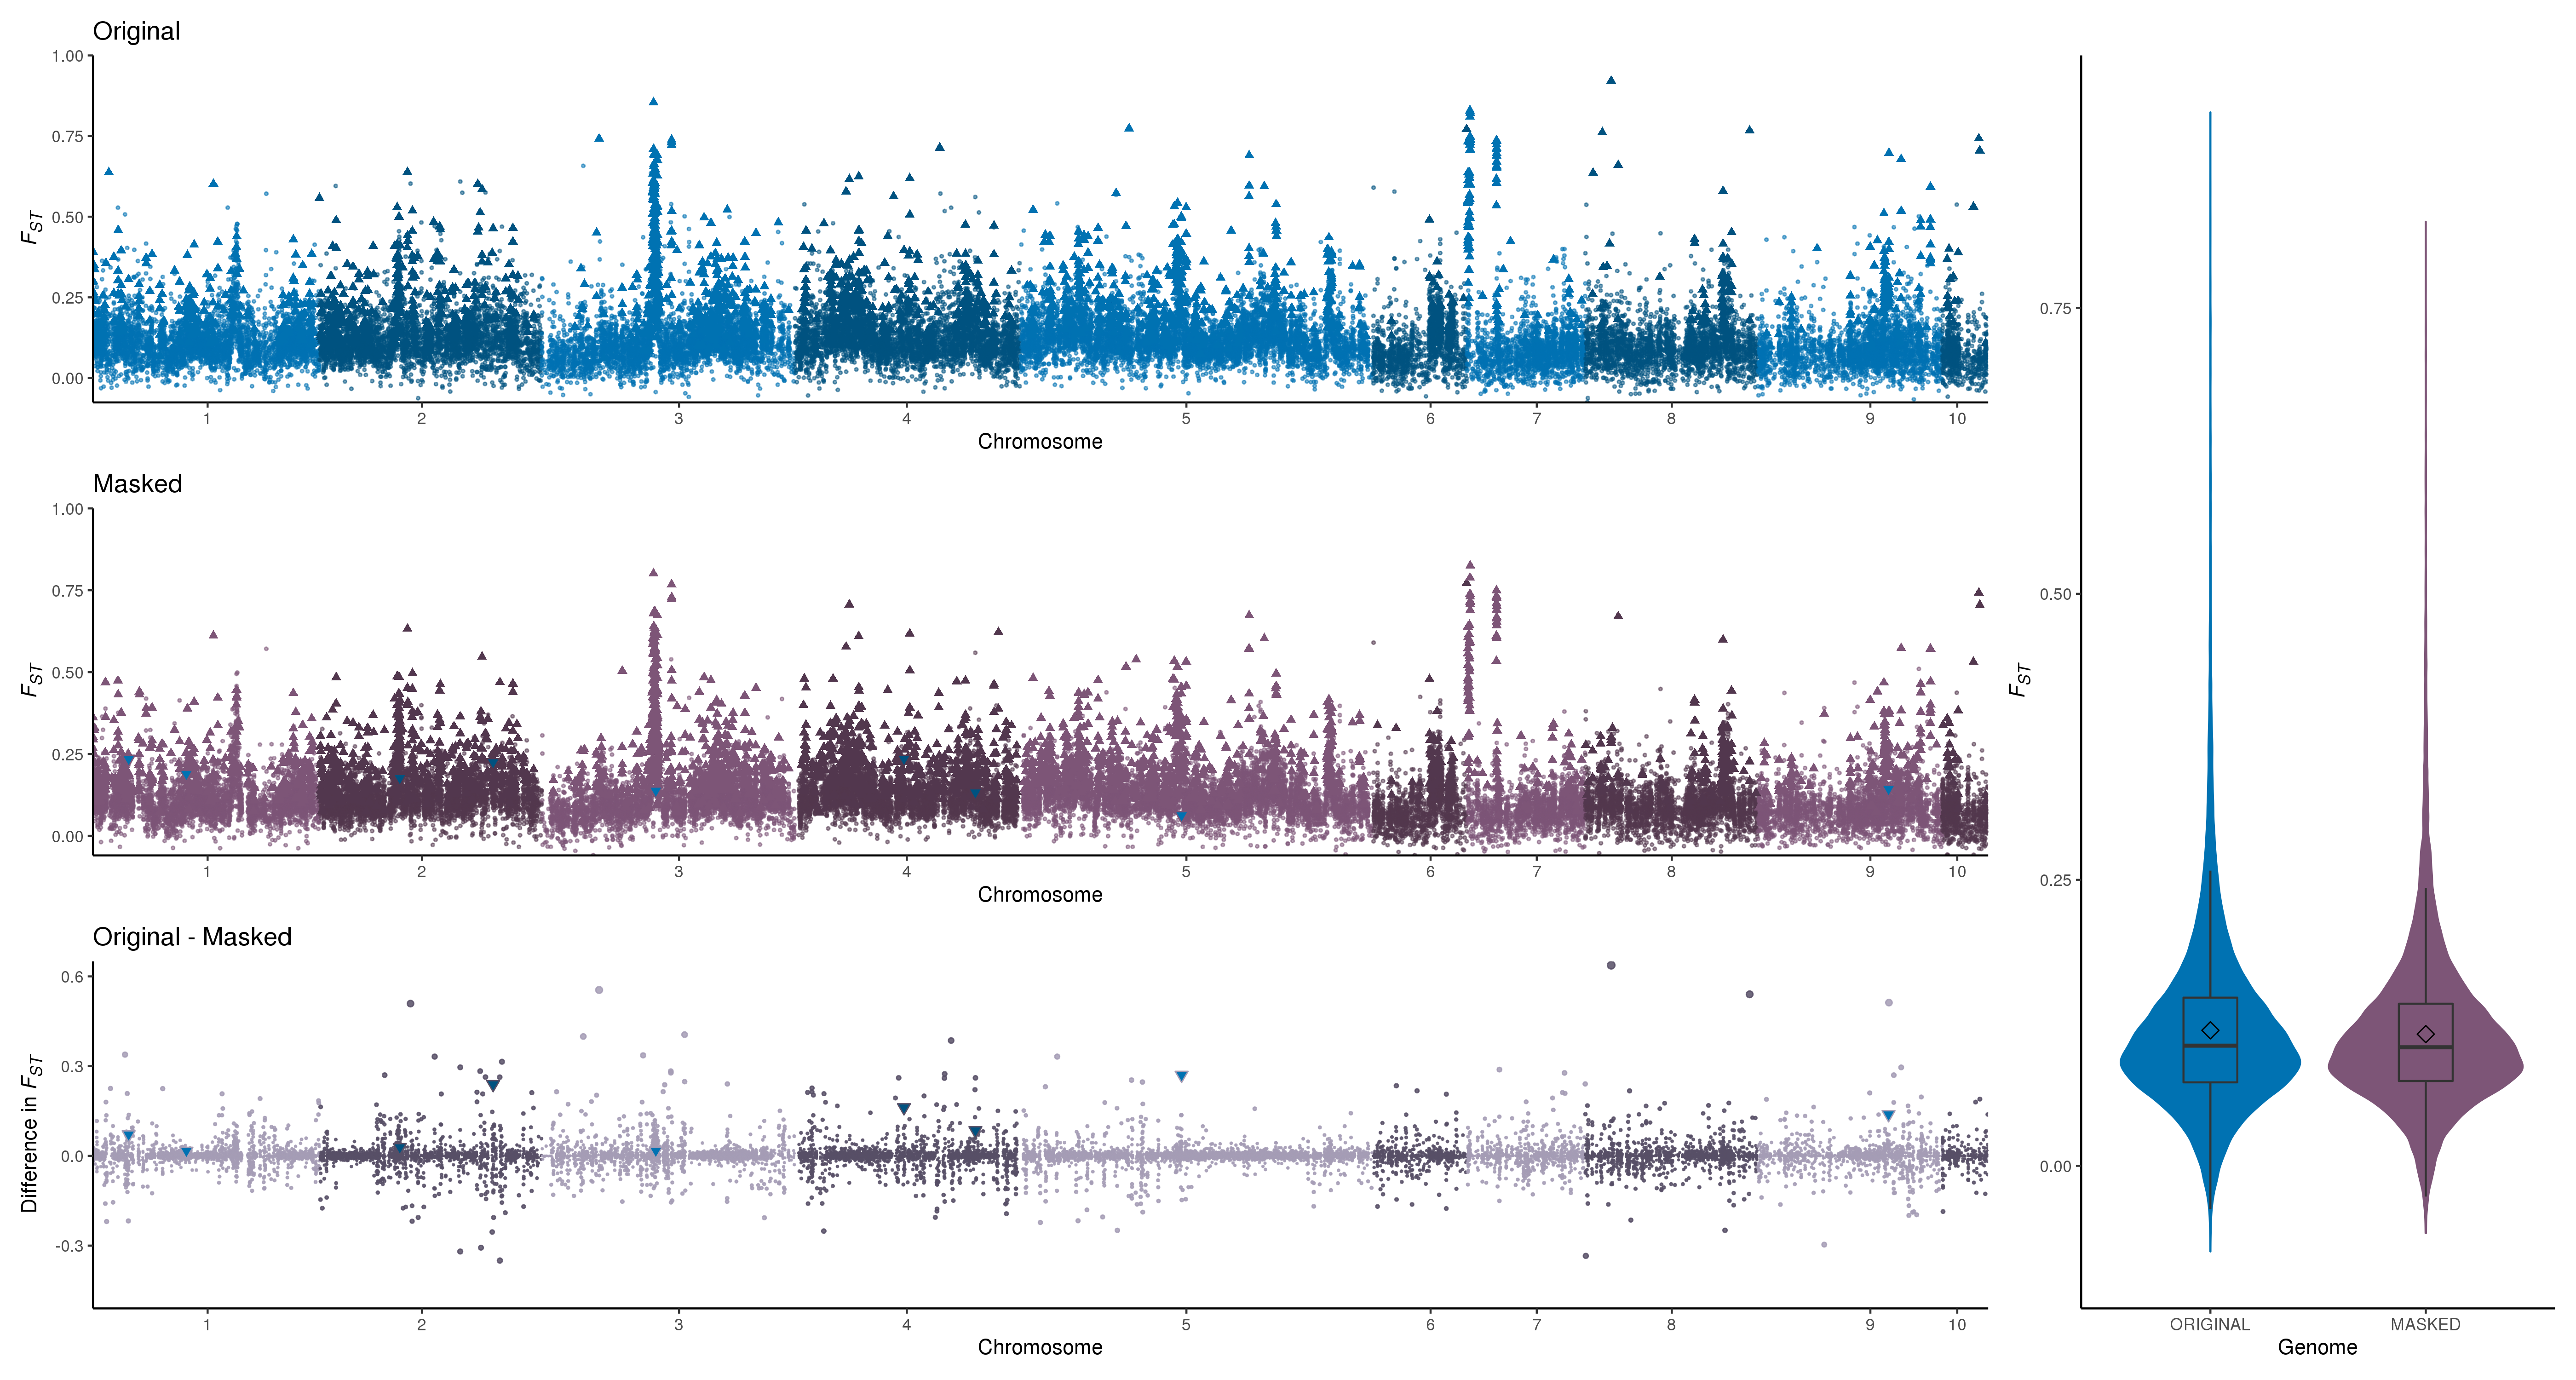 Original
1.00
0.75
0.50
0.25
0.00
FST
1 2 3 4 5 6 7 8 9 10
Chromosome
Masked
1.00
0.75
0.50
0.25
0.00
FST
1 2 3 4 5 6 7 8 9 10
Chromosome
Original - Masked
0.6
0.3
0.0
-0.3
Difference in FST
1 2 3 4 5 6 7 8 9 10
Chromosome
0.75
0.50
0.25
0.00
FST
ORIGINAL MASKED
Genome